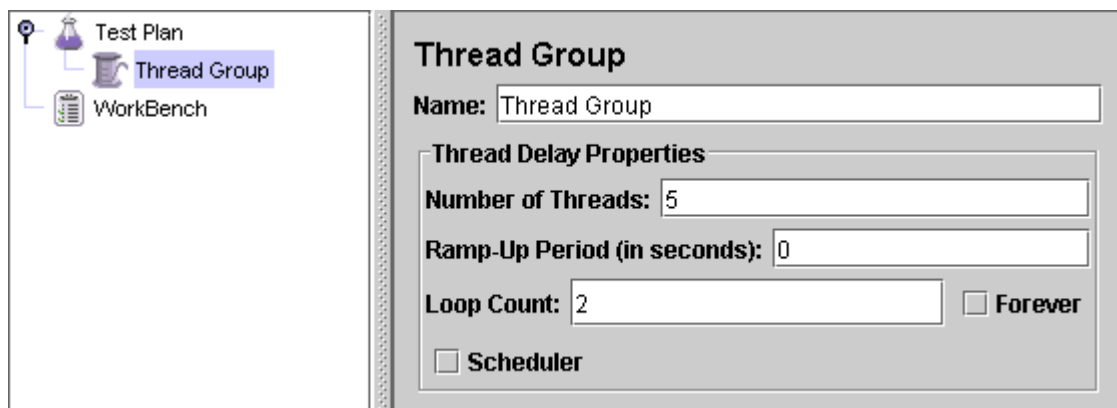 Test Plan
Thread Group
WorkBench
Thread Group
Name: Thread Group
Thread Delay Properties
Number of Threads: 5
Ramp-Up Period (in seconds): 0
Loop Count: 2 Forever
Scheduler